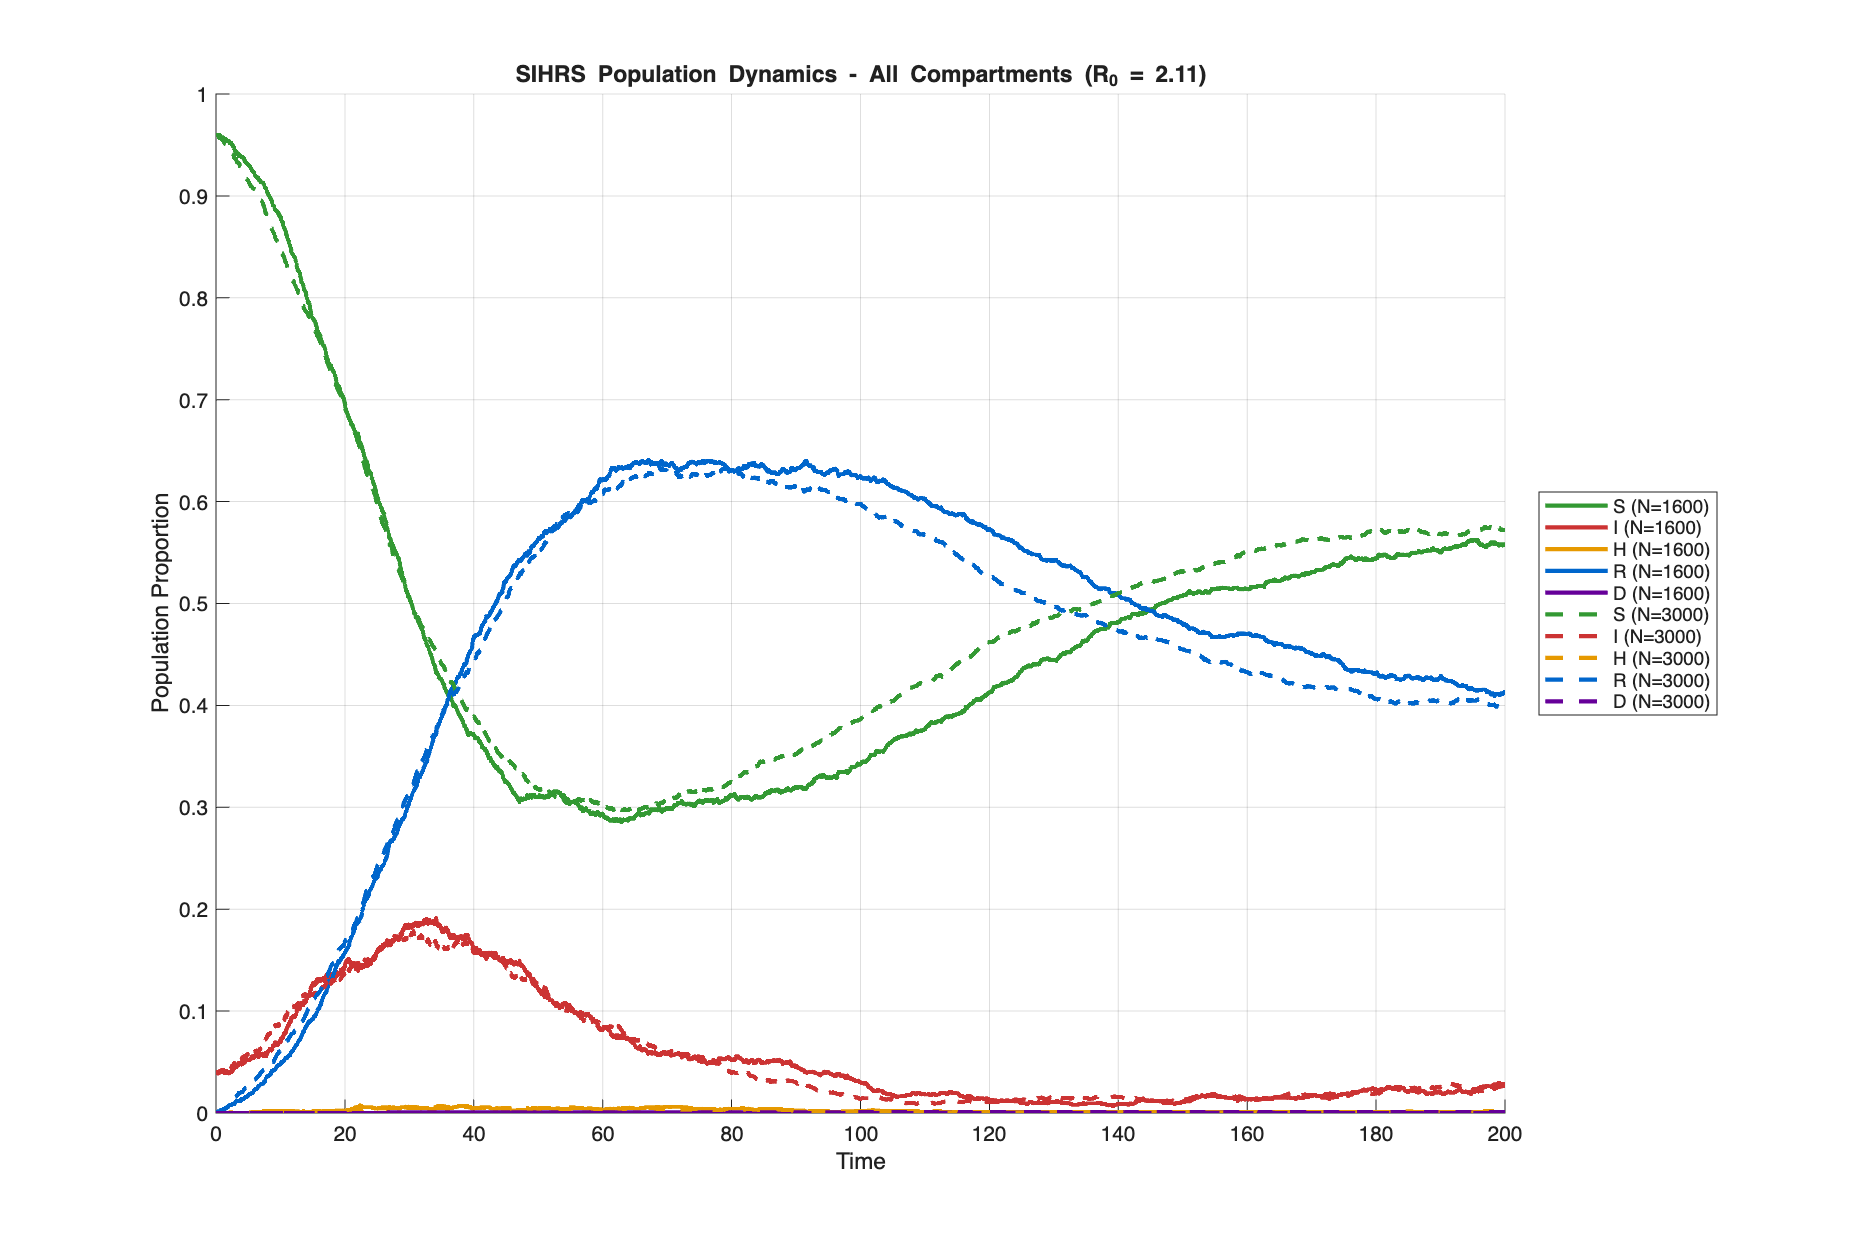 SIHRS Population Dynamics - All Compartments (R₀ = 2.11)
Population Proportion
1
0.9
0.8
0.7
0.6
0.5
0.4
0.3
0.2
0.1
0
0 20 40 60 80 100 120 140 160 180 200
Time
S (N=1600)
I (N=1600)
H (N=1600)
R (N=1600)
D (N=1600)
S (N=3000)
I (N=3000)
H (N=3000)
R (N=3000)
D (N=3000)